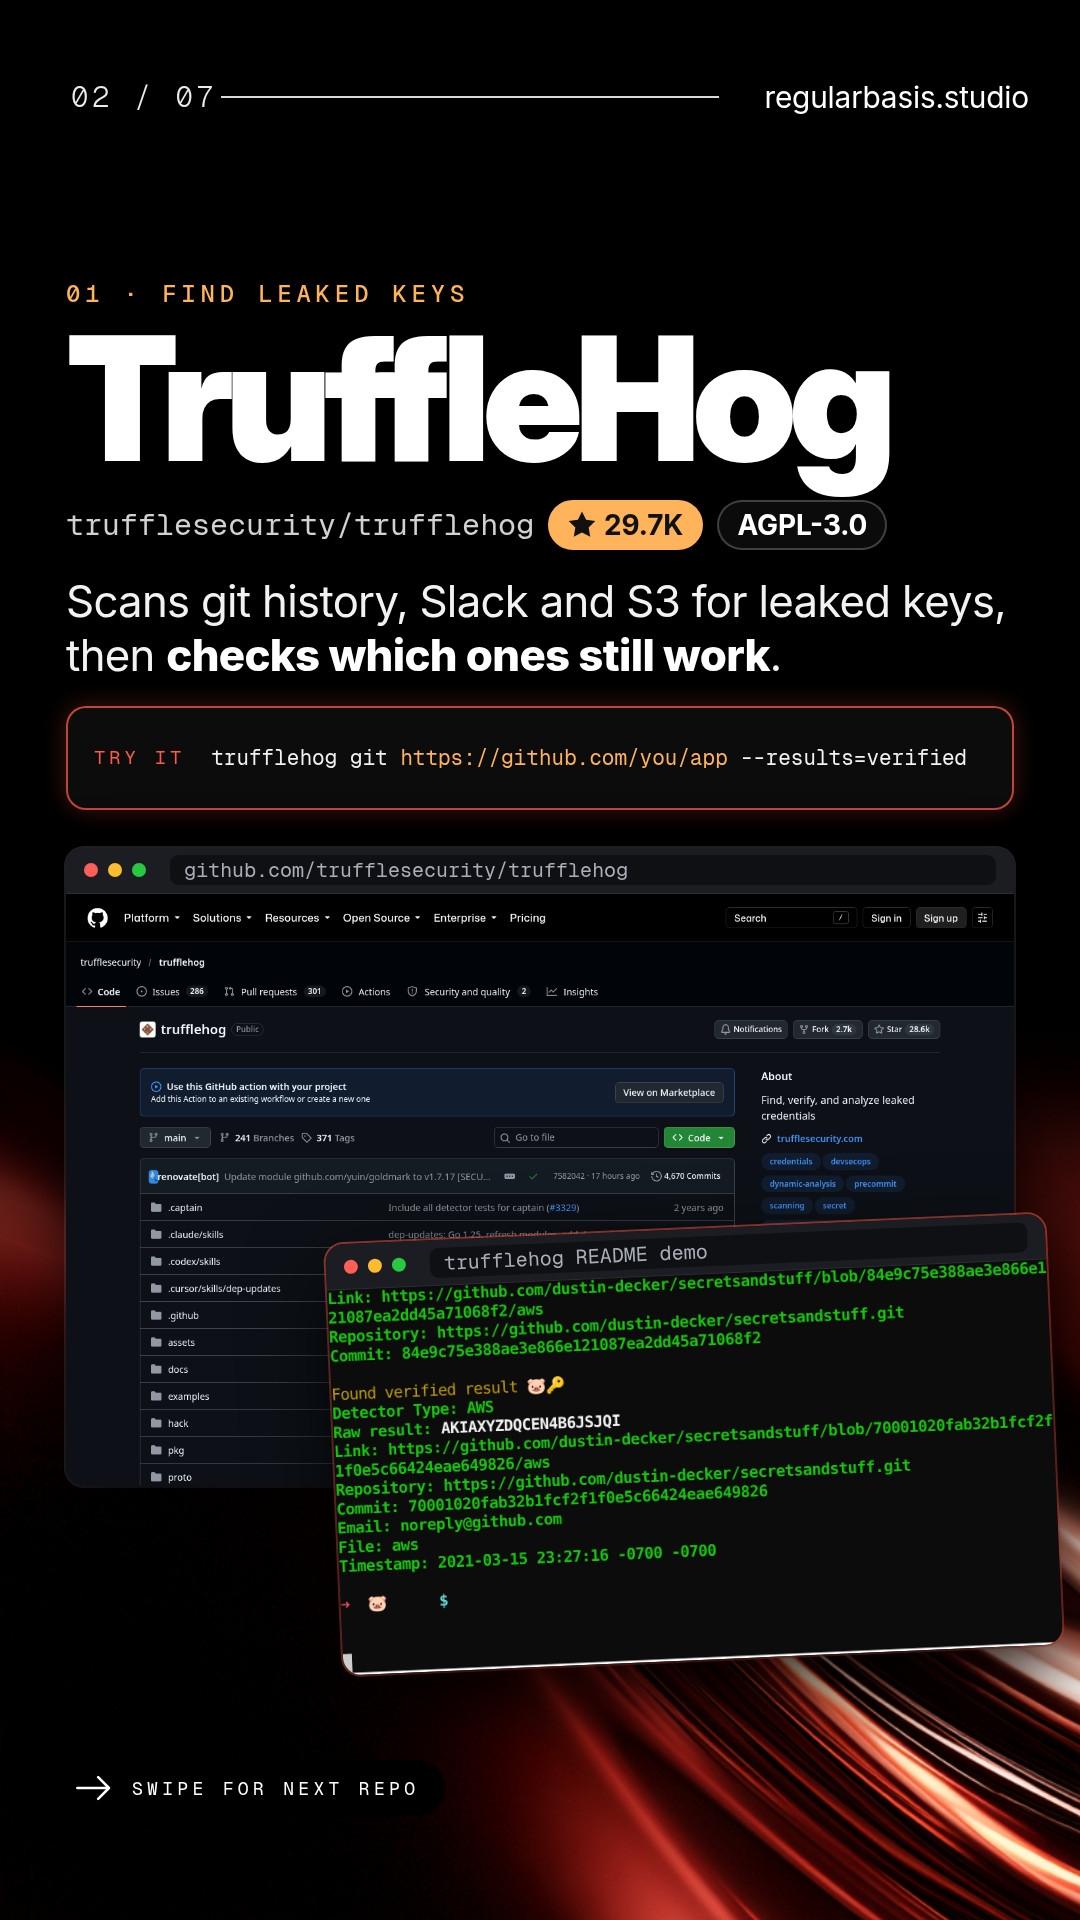 02 / 07
regularbasis.studio
01 · FIND LEAKED KEYS
TruffleHog
trufflesecurity/trufflehog
★ 29.7K
AGPL-3.0
Scans git history, Slack and S3 for leaked keys,
then checks which ones still work.
TRY IT trufflehog git https://github.com/you/app --results=verified
github.com/trufflesecurity/trufflehog
Platform Solutions Resources Open Source Enterprise Pricing
Search / Sign in Sign up
trufflesecurity / trufflehog
Code Issues 286 Pull requests 301 Actions Security and quality 2 Insights
trufflehog Public
Notifications Fork 2.7k Star 28.6k
Use this GitHub action with your project
Add this Action to an existing workflow or create a new one
View on Marketplace
About
Find, verify, and analyze leaked
credentials
trufflesecurity.com
credentials devsecops
dynamic-analysis precommit
scanning secret
main 241 Branches 371 Tags
Go to file
Code
renovate[bot] Update module github.com/yuin/goldmark to v1.7.17 [SECU...
7582042 · 17 hours ago 4,670 Commits
.captain Include all detector tests for captain (#3329) 2 years ago
.claude/skills dep-updates: Go 1.25, refresh modules,
.codex/skills
.cursor/skills/dep-updates
.github
assets
docs
examples
hack
pkg
proto
trufflehog README demo
Link: https://github.com/dustin-decker/secretsandstuff/blob/84e9c75e388ae3e866e1
21087ea2dd45a71068f2/aws
Repository: https://github.com/dustin-decker/secretsandstuff.git
Commit: 84e9c75e388ae3e866e121087ea2dd45a71068f2
Found verified result 🐷🔑
Detector Type: AWS
Raw result: AKIAXYZDQCEN4B6JSJQI
Link: https://github.com/dustin-decker/secretsandstuff/blob/70001020fab32b1fcf2f
1f0e5c66424eae649826/aws
Repository: https://github.com/dustin-decker/secretsandstuff.git
Commit: 70001020fab32b1fcf2f1f0e5c66424eae649826
Email: noreply@github.com
File: aws
Timestamp: 2021-03-15 23:27:16 -0700 -0700
→ 🐷 $
→ SWIPE FOR NEXT REPO